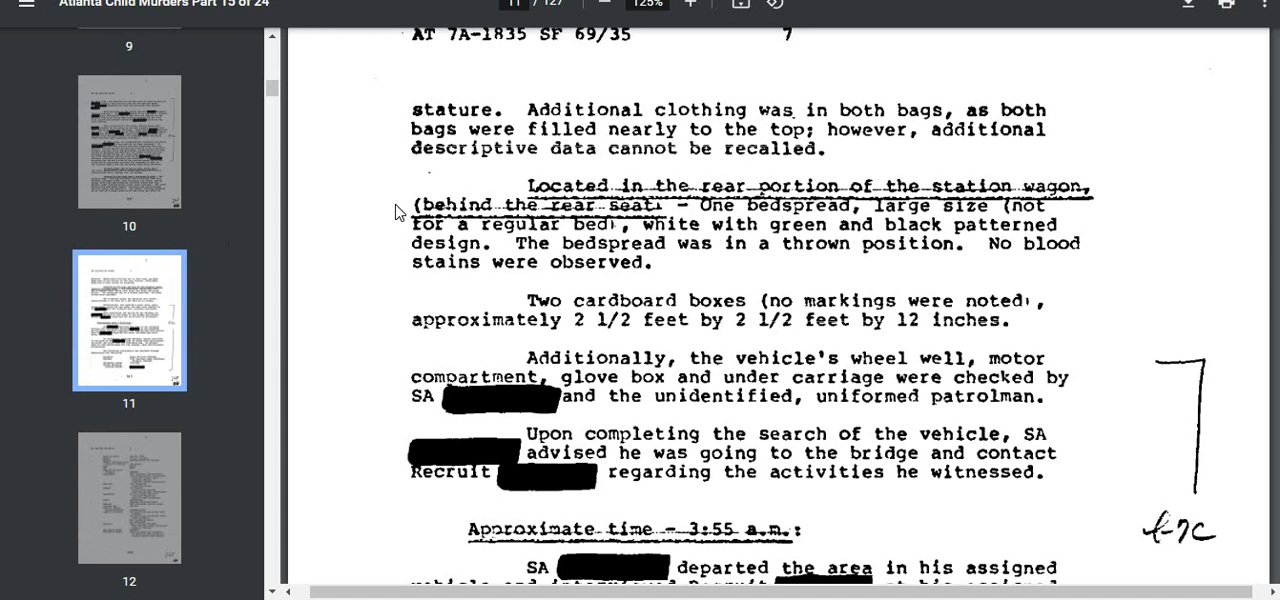 Atlanta Child Murders Part 15 of 24
11 / 127
125%
9
10
11
12
AT 7A-1835 SF 69/35 7
stature. Additional clothing was in both bags, as both
bags were filled nearly to the top; however, additional
descriptive data cannot be recalled.
Located in the rear portion of the station wagon,
(behind the rear seat) - One bedspread, large size (not
for a regular bed), white with green and black patterned
design. The bedspread was in a thrown position. No blood
stains were observed.
Two cardboard boxes (no markings were noted),
approximately 2 1/2 feet by 2 1/2 feet by 12 inches.
Additionally, the vehicle's wheel well, motor
compartment, glove box and under carriage were checked by
SA and the unidentified, uniformed patrolman.
Upon completing the search of the vehicle, SA
advised he was going to the bridge and contact
Recruit regarding the activities he witnessed.
Approximate time - 3:55 a.m.:
SA departed the area in his assigned
vehicle and interviewed Recruit at his assigned